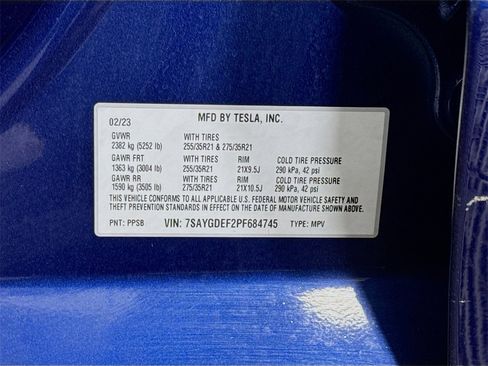 MFD BY TESLA, INC.
02/23
GVWR WITH TIRES
2382 kg (5252 lb) 255/35R21 & 275/35R21
GAWR FRT WITH TIRES RIM COLD TIRE PRESSURE
1363 kg (3004 lb) 255/35R21 21X9.5J 290 kPa, 42 psi
GAWR RR WITH TIRES RIM COLD TIRE PRESSURE
1590 kg (3505 lb) 275/35R21 21X10.5J 290 kPa, 42 psi
THIS VEHICLE CONFORMS TO ALL APPLICABLE U.S. FEDERAL MOTOR VEHICLE SAFETY AND
THEFT PREVENTION STANDARDS IN EFFECT ON THE DATE OF MANUFACTURE SHOWN ABOVE.
PNT: PPSB VIN: 7SAYGDEF2PF684745 TYPE: MPV